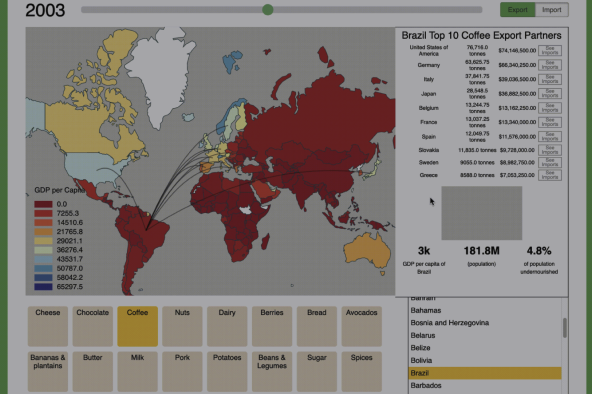 2003
Export
Import
Brazil Top 10 Coffee Export Partners
United States of America 76,716.0 tonnes $74,146,500.00 See Imports
Germany 63,625.75 tonnes $66,340,250.00 See Imports
Italy 37,641.75 tonnes $39,036,500.00 See Imports
Japan 28,548.5 tonnes $36,882,500.00 See Imports
Belgium 13,244.75 tonnes $13,162,250.00 See Imports
France 13,037.25 tonnes $13,340,000.00 See Imports
Spain 12,049.75 tonnes $11,576,000.00 See Imports
Slovakia 11,835.0 tonnes $9,728,000.00 See Imports
Sweden 9055.0 tonnes $8,982,750.00 See Imports
Greece 8588.0 tonnes $7,053,250.00 See Imports
GDP per Capita
0.0
7255.3
14510.6
21765.8
29021.1
36276.4
43531.7
50787.0
58042.2
65297.5
3k
GDP per capita of Brazil
181.8M
(population)
4.8%
of population undernourished
Cheese
Chocolate
Coffee
Nuts
Dairy
Berries
Bread
Avocados
Bananas & plantains
Butter
Milk
Pork
Potatoes
Beans & Legumes
Sugar
Spices
Bahrain
Bahamas
Bosnia and Herzegovina
Belarus
Belize
Bolivia
Brazil
Barbados